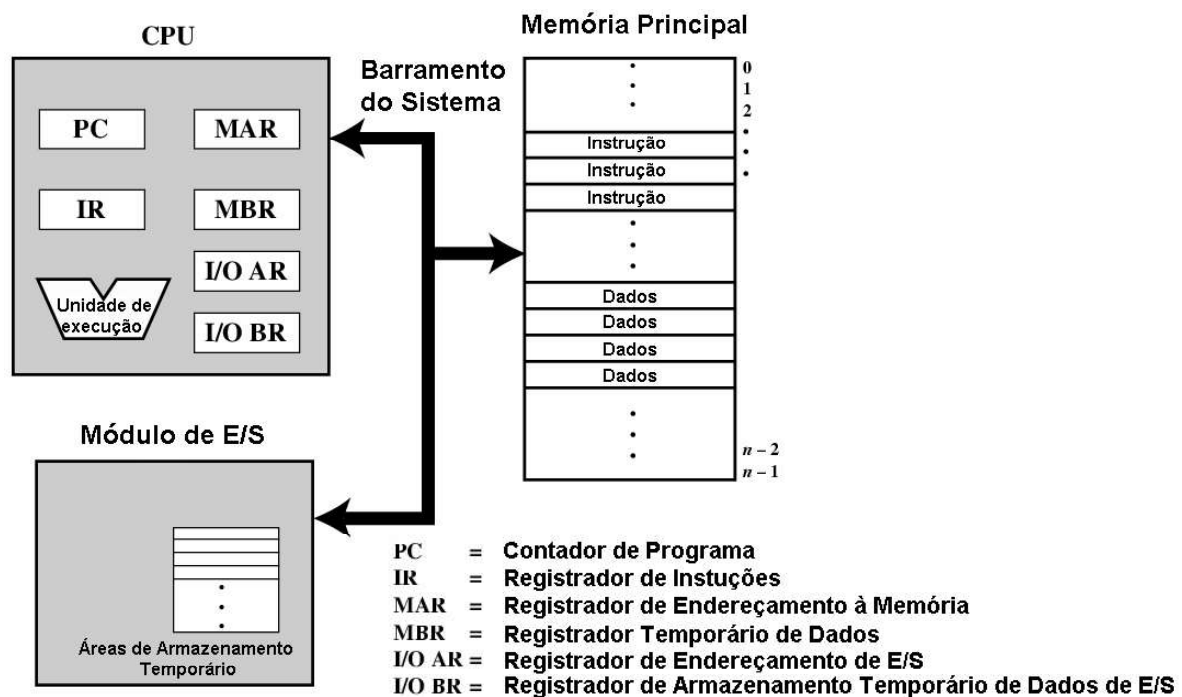 CPU
PC
MAR
IR
MBR
I/O AR
Unidade de
execução
I/O BR
Barramento
do Sistema
Memória Principal
0
1
2
Instrução
Instrução
Instrução
Dados
Dados
Dados
Dados
n – 2
n – 1
Módulo de E/S
Áreas de Armazenamento
Temporário
PC = Contador de Programa
IR = Registrador de Instuções
MAR = Registrador de Endereçamento à Memória
MBR = Registrador Temporário de Dados
I/O AR = Registrador de Endereçamento de E/S
I/O BR = Registrador de Armazenamento Temporário de Dados de E/S